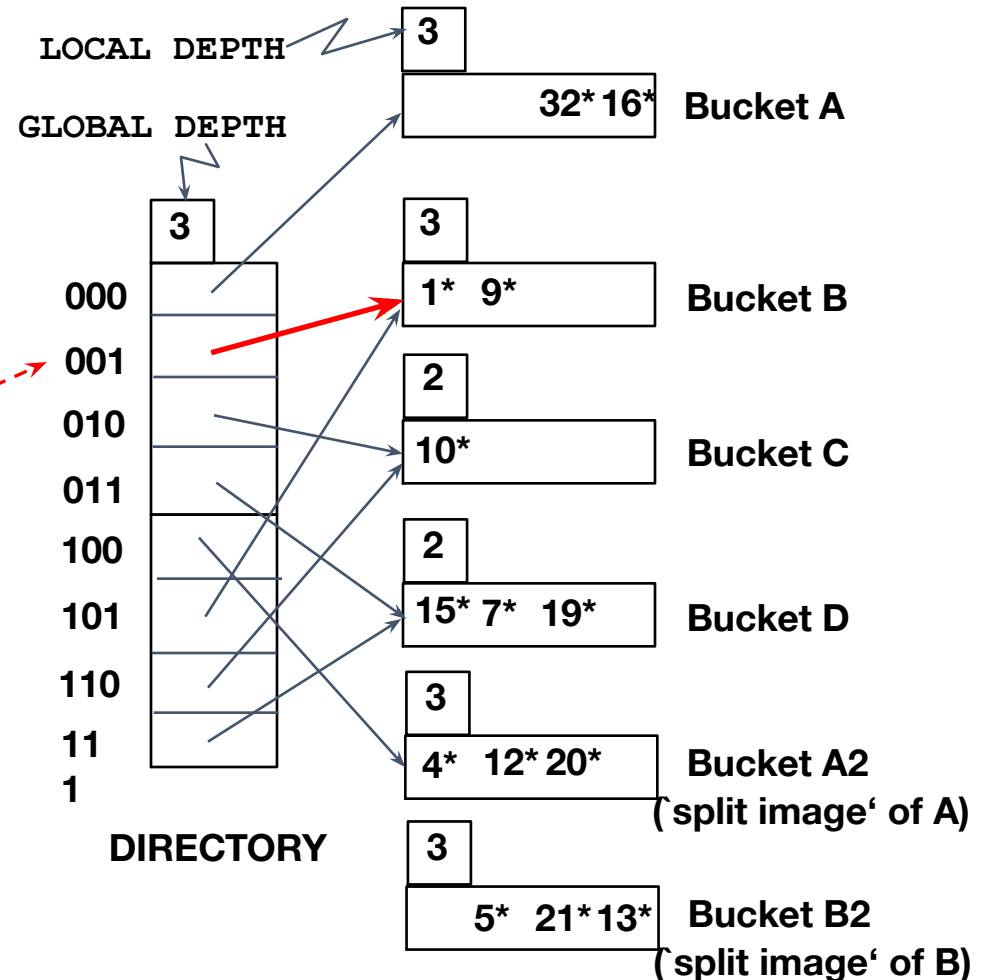 LOCAL DEPTH
3
32* 16*
Bucket A
GLOBAL DEPTH
3
3
000
1* 9*
Bucket B
001
2
010
10*
Bucket C
011
2
100
101
15* 7* 19*
Bucket D
110
3
11
1
4* 12* 20*
Bucket A2
(`split image‘ of A)
DIRECTORY
3
5* 21* 13*
Bucket B2
(`split image‘ of B)